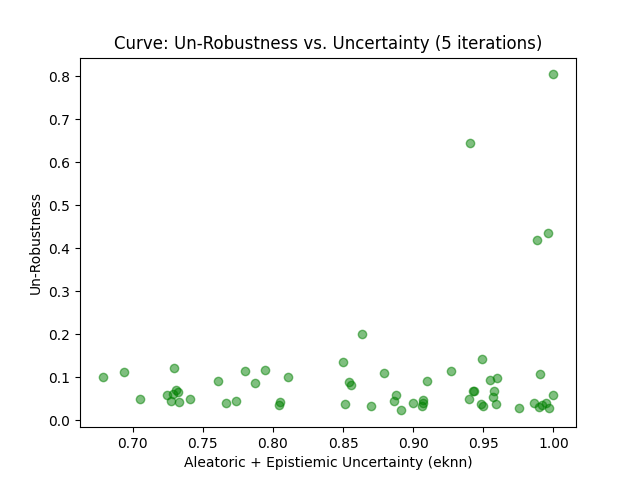 Curve: Un-Robustness vs. Uncertainty (5 iterations)
0.8
0.7
0.6
0.5
0.4
0.3
0.2
0.1
0.0
Un-Robustness
0.70 0.75 0.80 0.85 0.90 0.95 1.00
Aleatoric + Epistiemic Uncertainty (eknn)